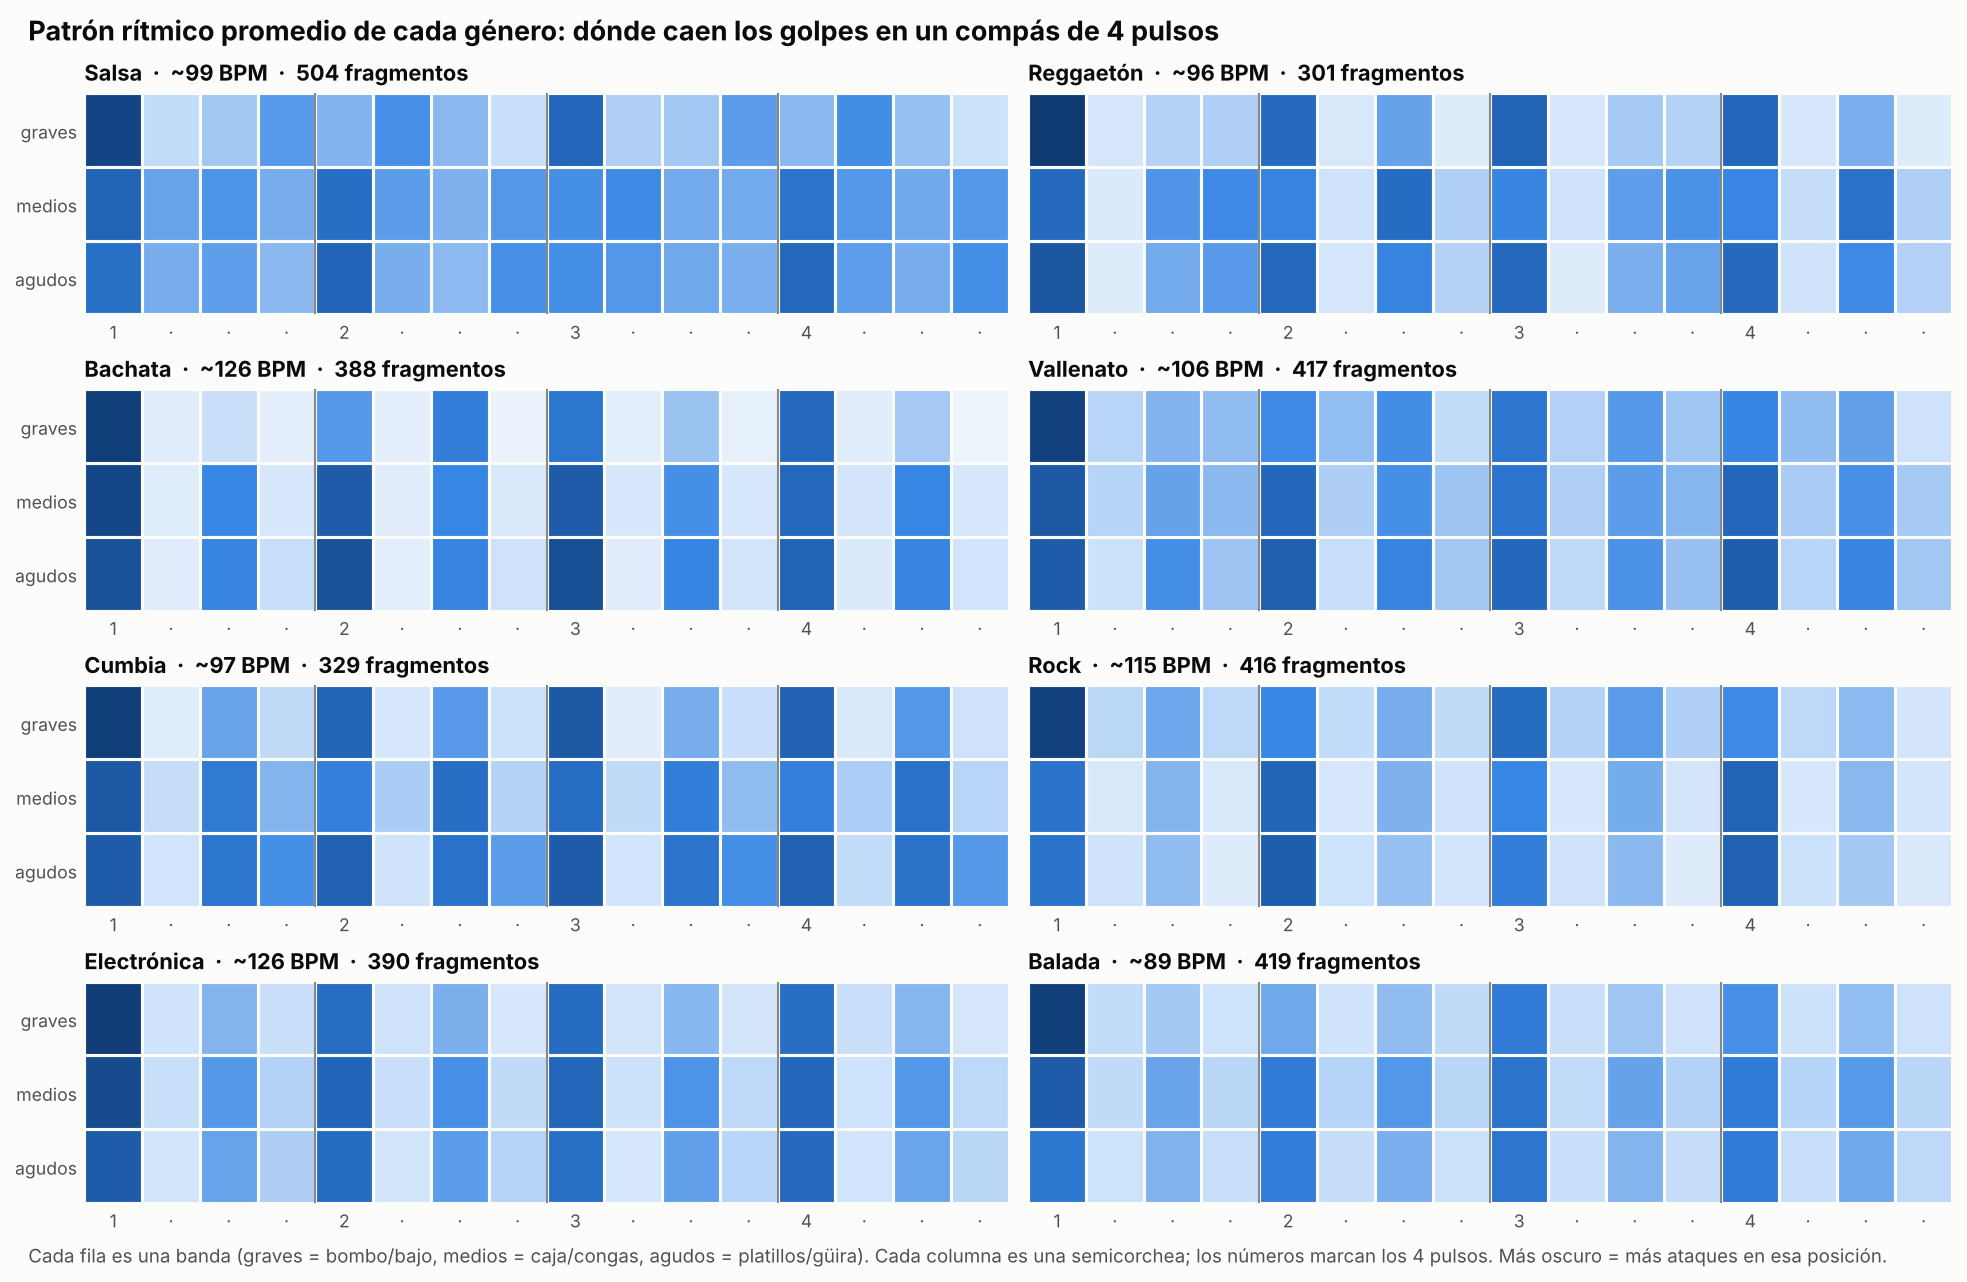 Patrón rítmico promedio de cada género: dónde caen los golpes en un compás de 4 pulsos
Salsa · ~99 BPM · 504 fragmentos
graves
medios
agudos
1 · · · 2 · · · 3 · · · 4 · · ·
Reggaetón · ~96 BPM · 301 fragmentos
1 · · · 2 · · · 3 · · · 4 · · ·
Bachata · ~126 BPM · 388 fragmentos
graves
medios
agudos
1 · · · 2 · · · 3 · · · 4 · · ·
Vallenato · ~106 BPM · 417 fragmentos
1 · · · 2 · · · 3 · · · 4 · · ·
Cumbia · ~97 BPM · 329 fragmentos
graves
medios
agudos
1 · · · 2 · · · 3 · · · 4 · · ·
Rock · ~115 BPM · 416 fragmentos
1 · · · 2 · · · 3 · · · 4 · · ·
Electrónica · ~126 BPM · 390 fragmentos
graves
medios
agudos
1 · · · 2 · · · 3 · · · 4 · · ·
Balada · ~89 BPM · 419 fragmentos
1 · · · 2 · · · 3 · · · 4 · · ·
Cada fila es una banda (graves = bombo/bajo, medios = caja/congas, agudos = platillos/güira). Cada columna es una semicorchea; los números marcan los 4 pulsos. Más oscuro = más ataques en esa posición.